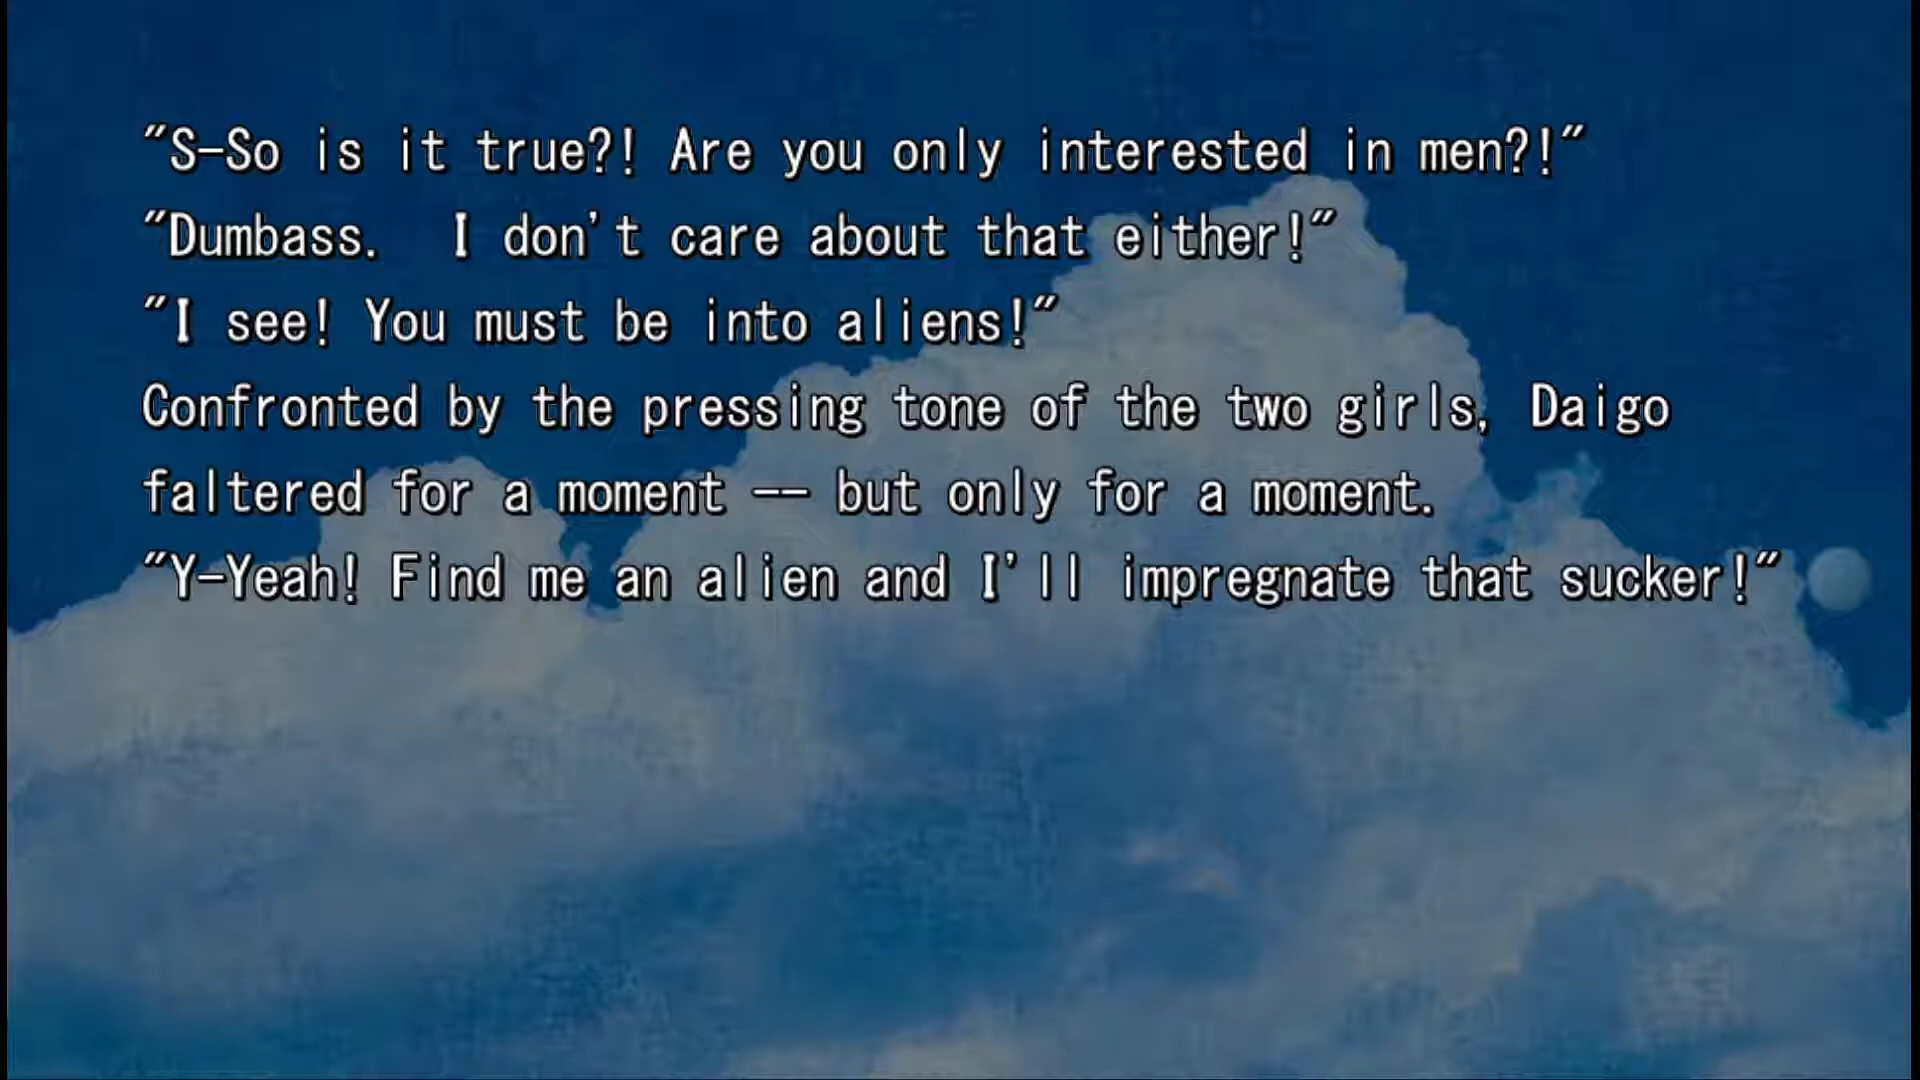 "S-So is it true?! Are you only interested in men?!"
"Dumbass.  I don't care about that either!"
"I see! You must be into aliens!"
Confronted by the pressing tone of the two girls, Daigo
faltered for a moment -- but only for a moment.
"Y-Yeah! Find me an alien and I'll impregnate that sucker!"